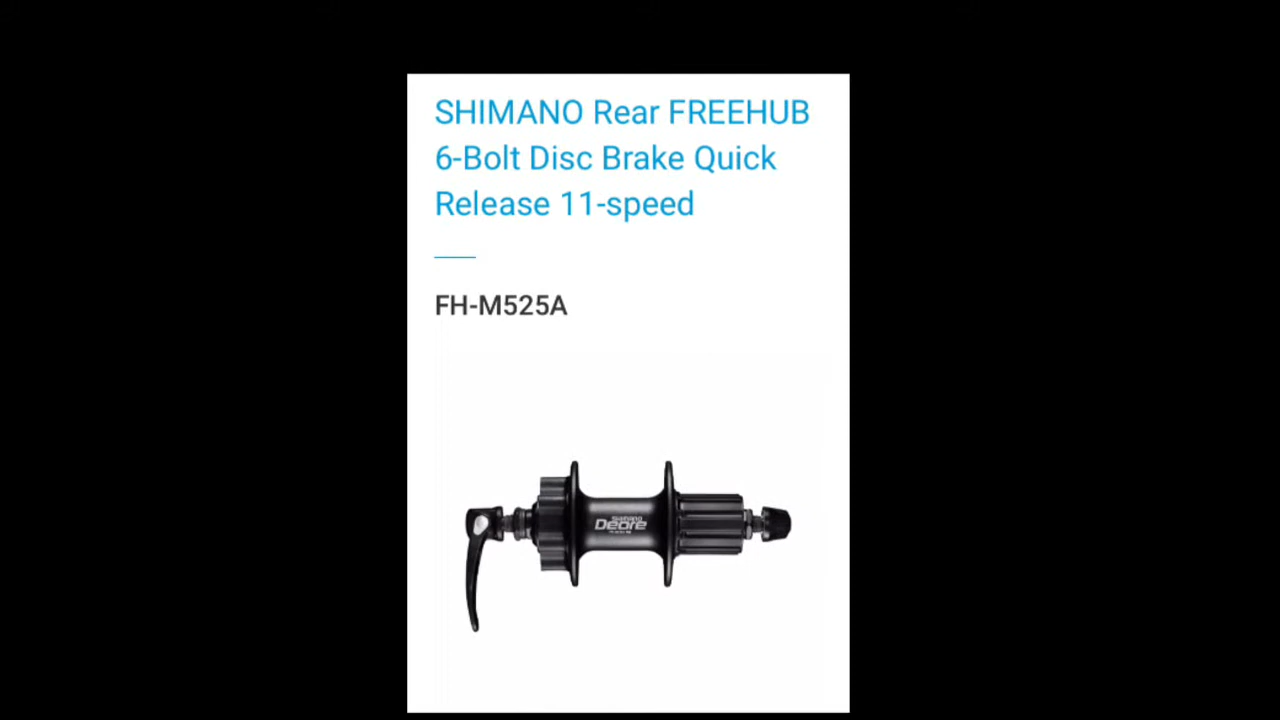 SHIMANO Rear FREEHUB
6-Bolt Disc Brake Quick
Release 11-speed
FH-M525A
SHIMANO
Deore